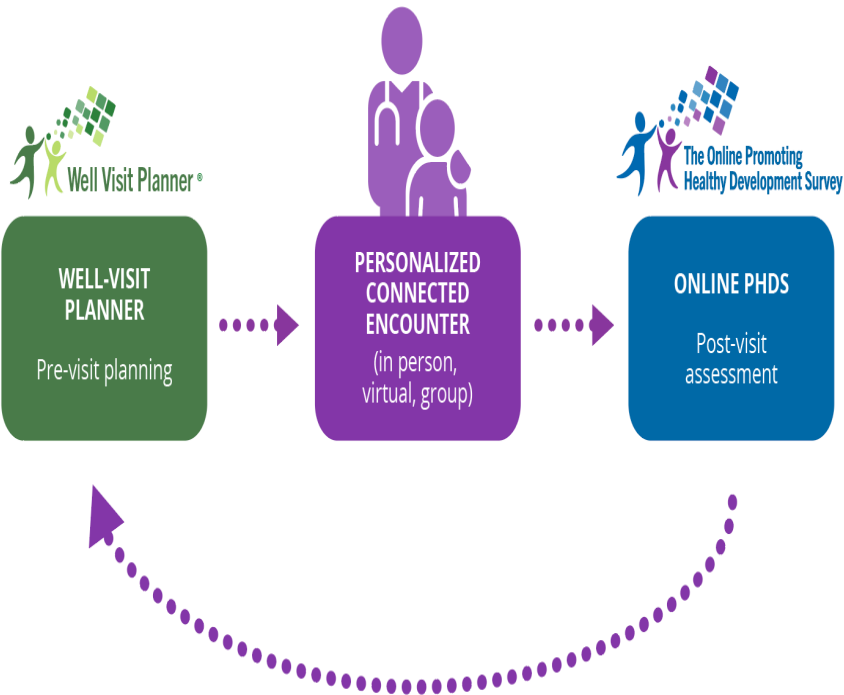 Well Visit Planner ®
The Online Promoting
Healthy Development Survey
WELL-VISIT
PLANNER
Pre-visit planning
PERSONALIZED
CONNECTED
ENCOUNTER
(in person,
virtual, group)
ONLINE PHDS
Post-visit
assessment